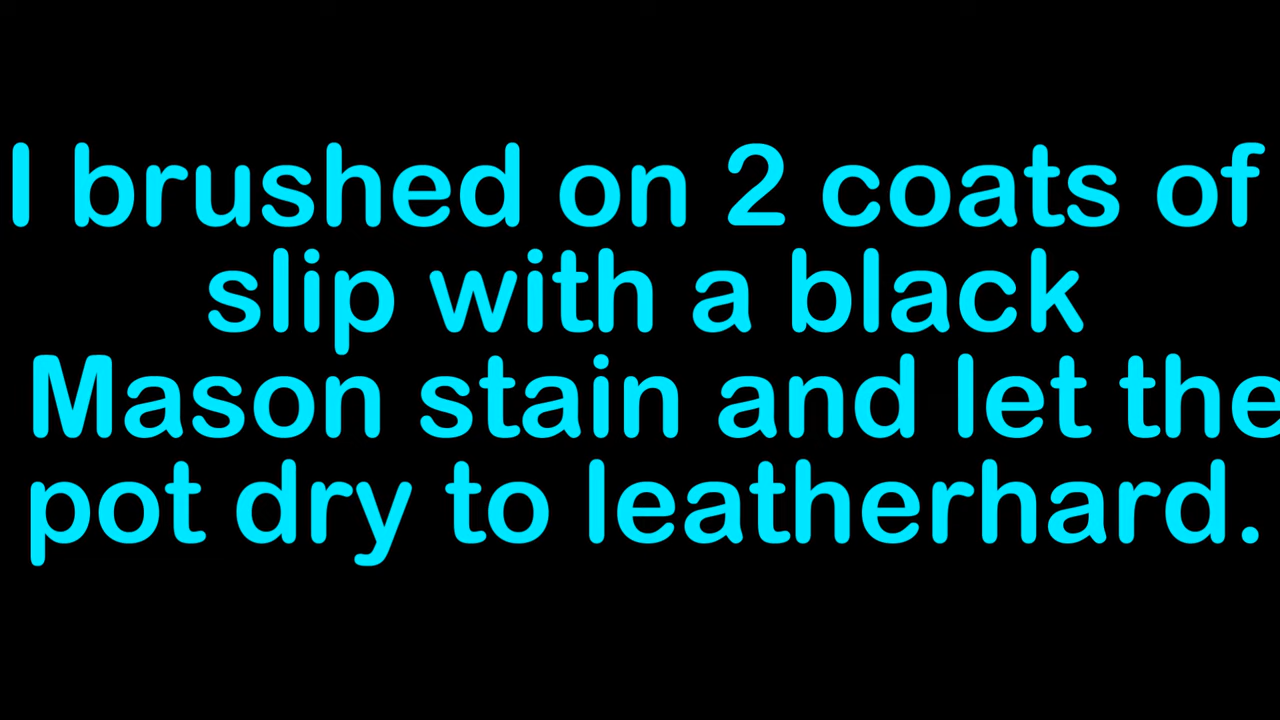 I brushed on 2 coats of
slip with a black
Mason stain and let the
pot dry to leatherhard.